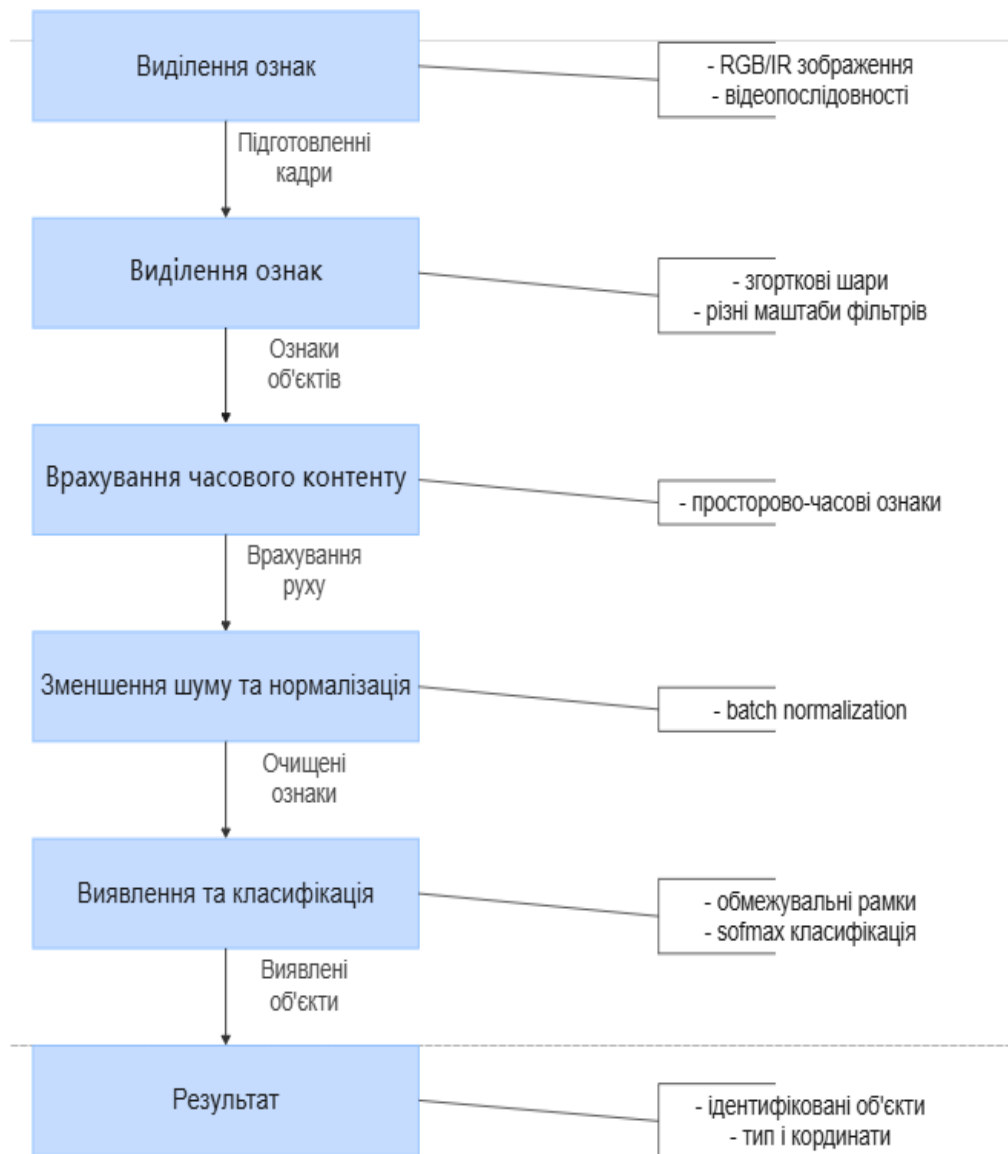 Виділення ознак
- RGB/IR зображення
- відеопослідовності
Підготовленні
кадри
Виділення ознак
- згорткові шари
- різні маштаби фільтрів
Ознаки
об'єктів
Врахування часового контенту
- просторово-часові ознаки
Врахування
руху
Зменшення шуму та нормалізація
- batch normalization
Очищені
ознаки
Виявлення та класифікація
- обмежувальні рамки
- sofmax класифікація
Виявлені
об'єкти
Результат
- ідентифіковані об'єкти
- тип і кординати